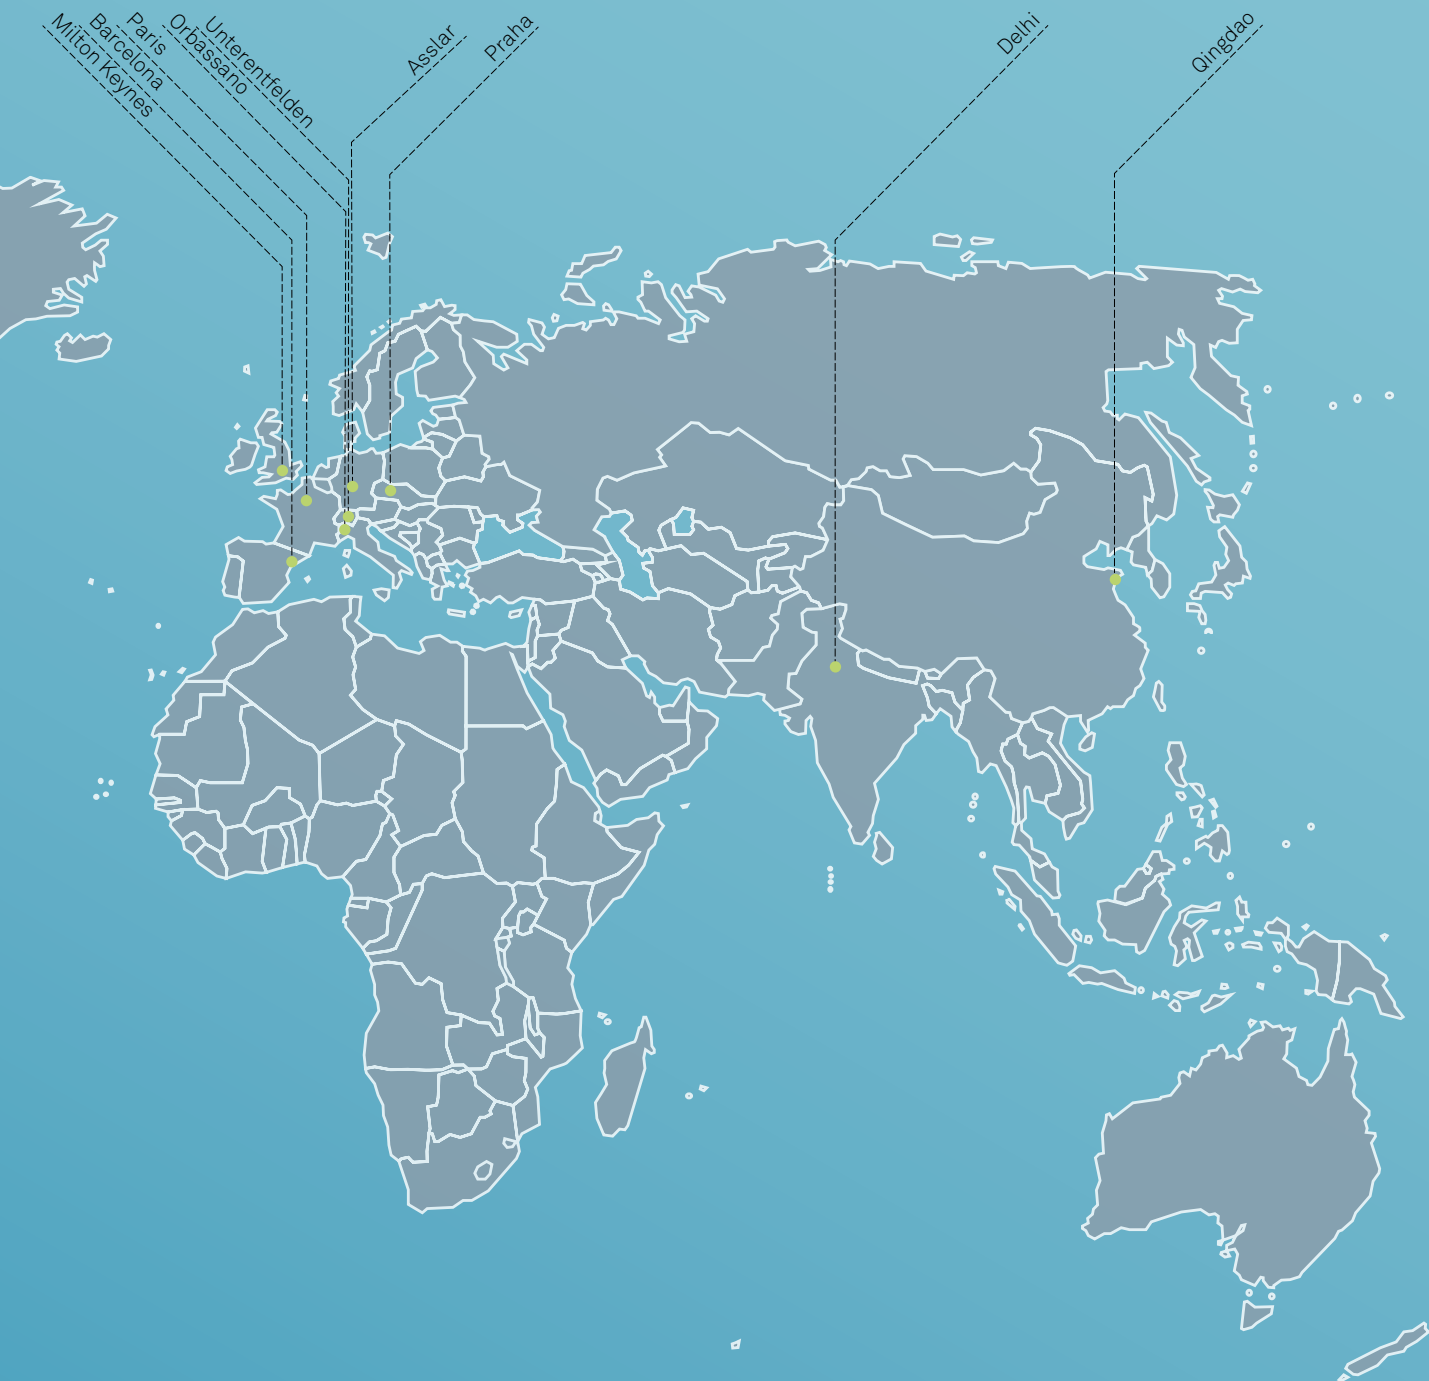 Milton Keynes
Barcelona
Paris
Orbassano
Unterentfelden
Asslar
Praha
Delhi
Qingdao